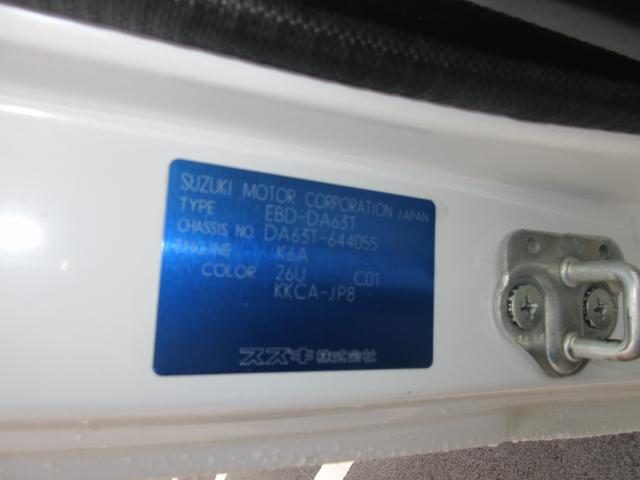 SUZUKI MOTOR CORPORATION JAPAN
TYPE EBD-DA63T
CHASSIS NO. DA63T-644055
ENGINE K6A
COLOR 26U C01
KKCA-JP8
スズキ株式会社